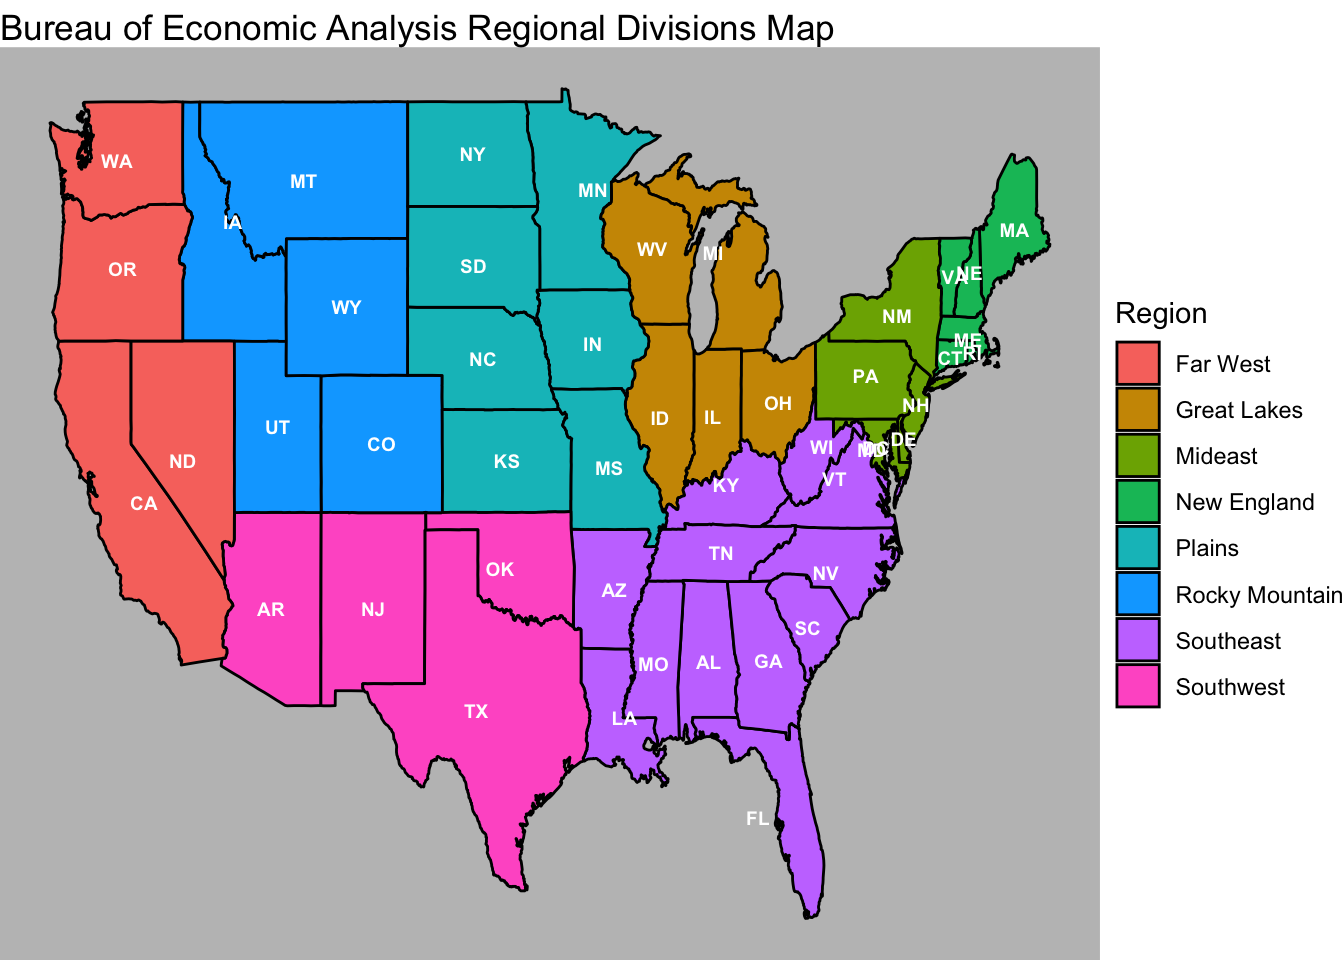 Bureau of Economic Analysis Regional Divisions Map
WA
MT
NY
MN
IA
OR
SD
WY
WV
MI
MA
VA
NE
NM
ME
RI
CT
NC
IN
PA
NH
ID
IL
OH
DE
MD
DC
UT
CO
KS
MS
ND
CA
KY
WI
VT
TN
NV
OK
AZ
AR
NJ
SC
MO
AL
GA
TX
LA
FL
Region
Far West
Great Lakes
Mideast
New England
Plains
Rocky Mountain
Southeast
Southwest